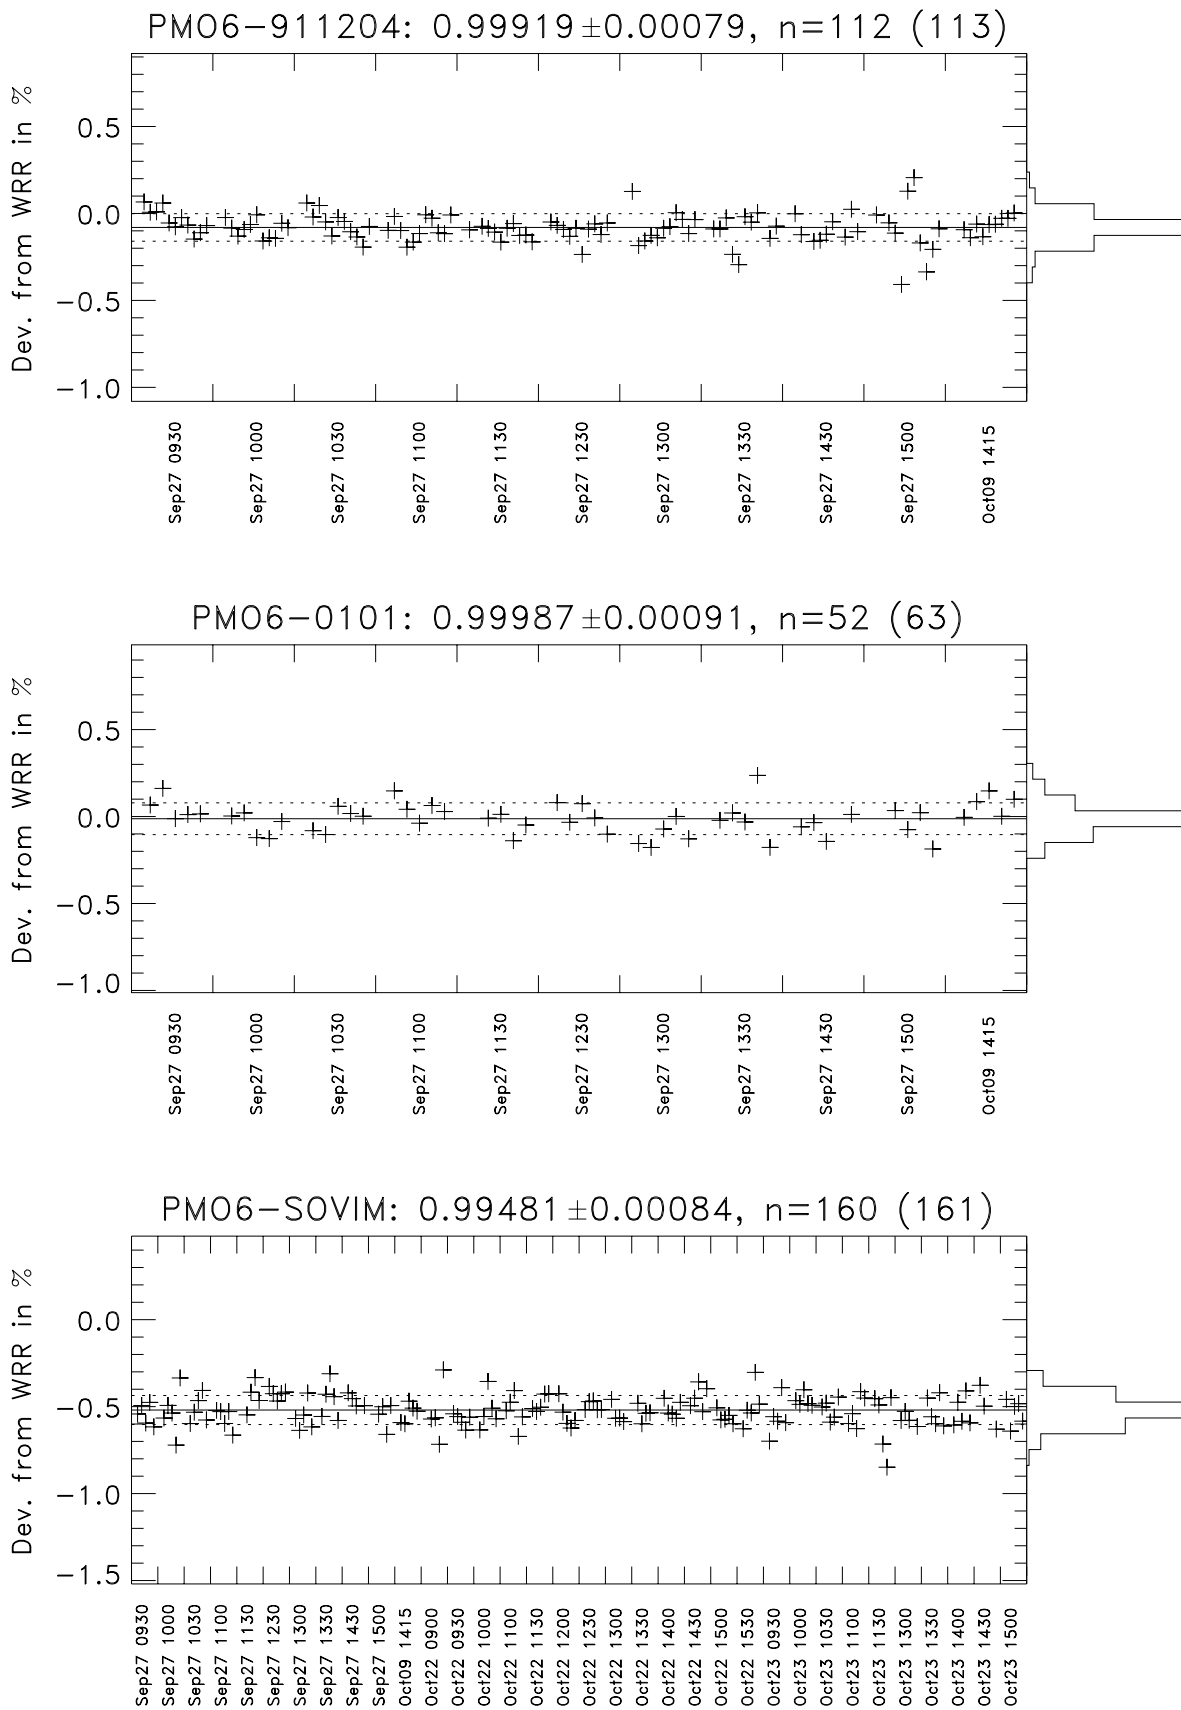 PMO6-911204: 0.99919±0.00079, n=112 (113)
Dev. from WRR in %
0.5
0.0
-0.5
-1.0
Sep27 0930
Sep27 1000
Sep27 1030
Sep27 1100
Sep27 1130
Sep27 1230
Sep27 1300
Sep27 1330
Sep27 1430
Sep27 1500
Oct09 1415
PMO6-0101: 0.99987±0.00091, n=52 (63)
Dev. from WRR in %
0.5
0.0
-0.5
-1.0
Sep27 0930
Sep27 1000
Sep27 1030
Sep27 1100
Sep27 1130
Sep27 1230
Sep27 1300
Sep27 1330
Sep27 1430
Sep27 1500
Oct09 1415
PMO6-SOVIM: 0.99481±0.00084, n=160 (161)
Dev. from WRR in %
0.0
-0.5
-1.0
-1.5
Sep27 0930
Sep27 1000
Sep27 1030
Sep27 1100
Sep27 1130
Sep27 1230
Sep27 1300
Sep27 1330
Sep27 1430
Sep27 1500
Oct09 1415
Oct22 0900
Oct22 0930
Oct22 1000
Oct22 1100
Oct22 1130
Oct22 1200
Oct22 1230
Oct22 1300
Oct22 1330
Oct22 1400
Oct22 1430
Oct22 1500
Oct22 1530
Oct23 0930
Oct23 1000
Oct23 1030
Oct23 1100
Oct23 1130
Oct23 1300
Oct23 1330
Oct23 1400
Oct23 1430
Oct23 1500